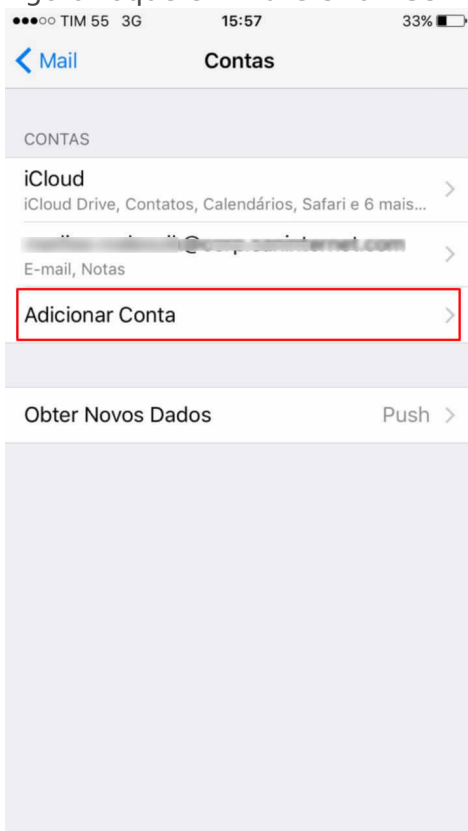 TIM 55 3G 15:57 33%
Mail Contas
CONTAS
iCloud
iCloud Drive, Contatos, Calendários, Safari e 6 mais...
E-mail, Notas
Adicionar Conta
Obter Novos Dados Push